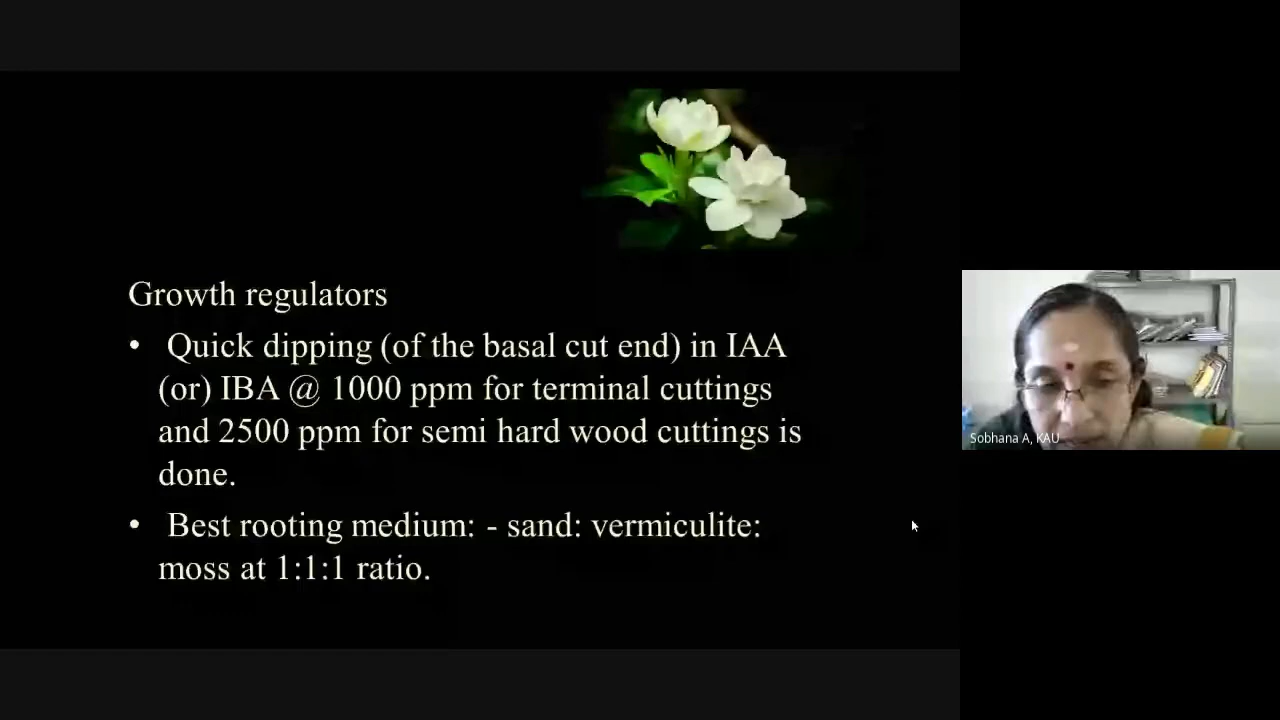 Growth regulators
• Quick dipping (of the basal cut end) in IAA
(or) IBA @ 1000 ppm for terminal cuttings
and 2500 ppm for semi hard wood cuttings is
done.
• Best rooting medium: - sand: vermiculite:
moss at 1:1:1 ratio.
Sobhana A, KAU